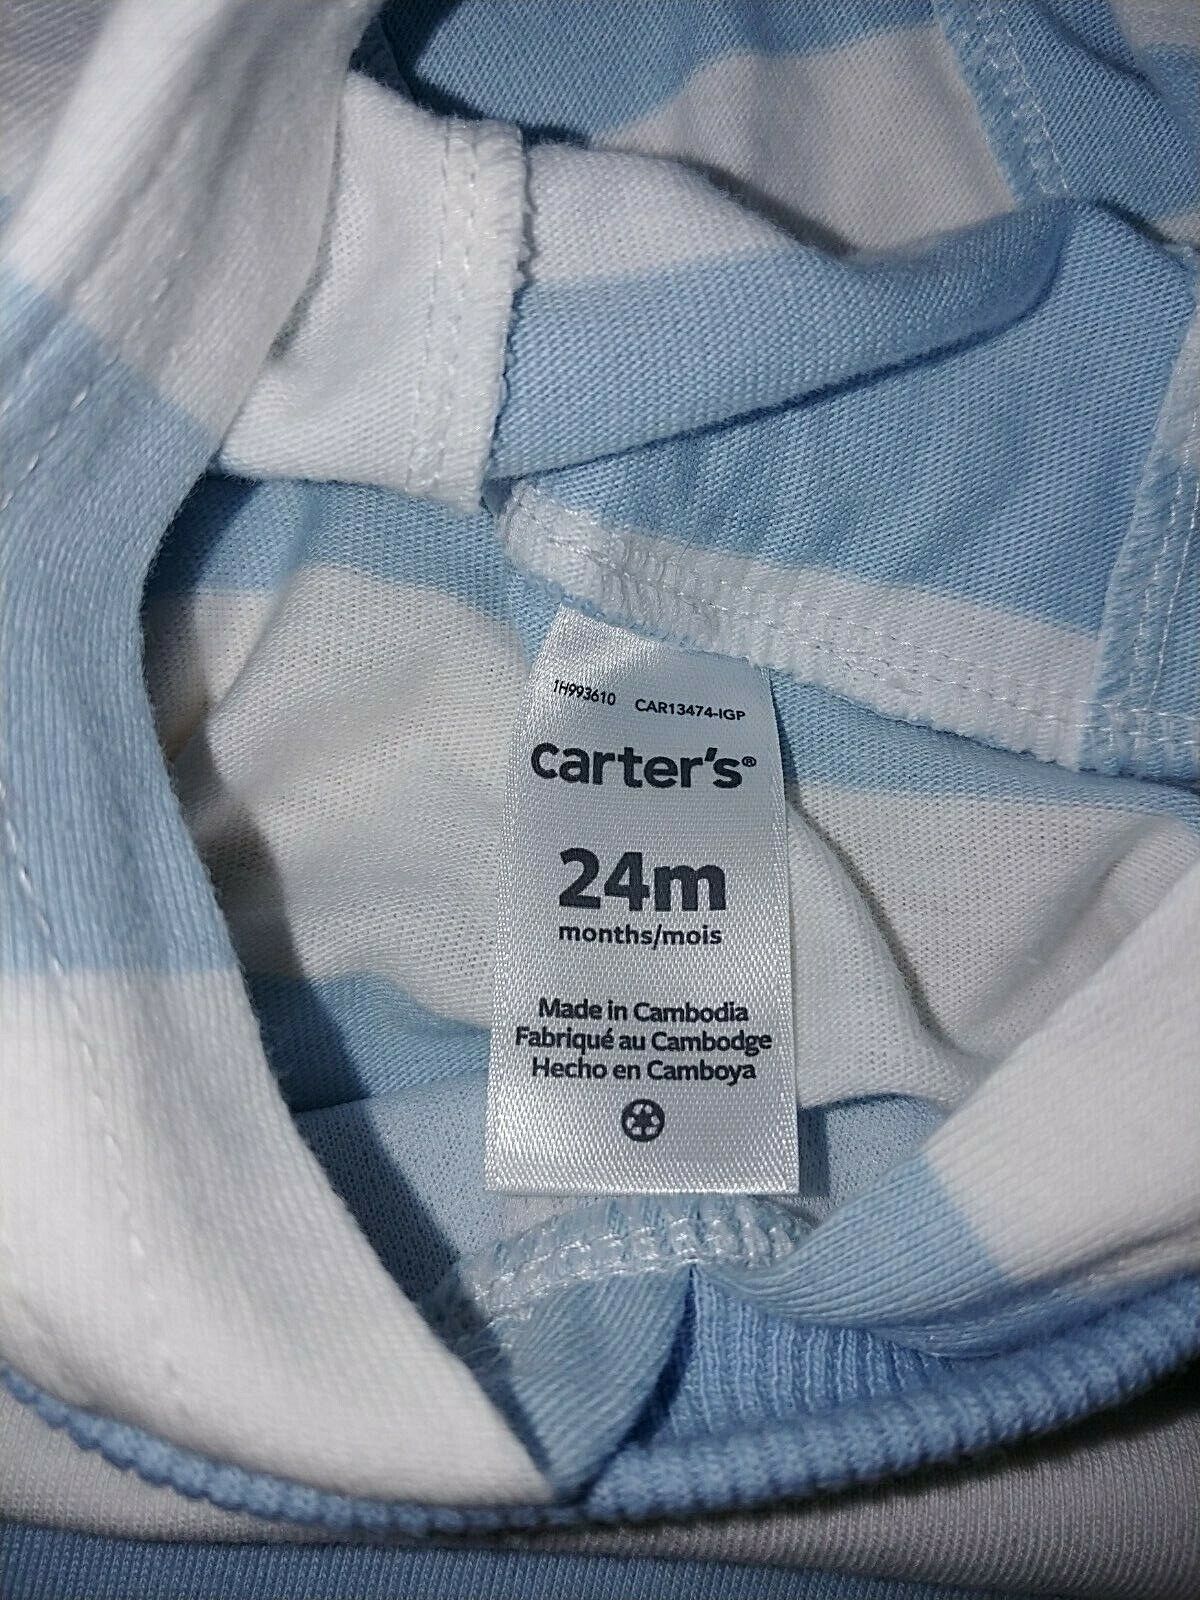 1H993610 CAR13474-IGP
carter's®
24m
months/mois
Made in Cambodia
Fabriqué au Cambodge
Hecho en Camboya